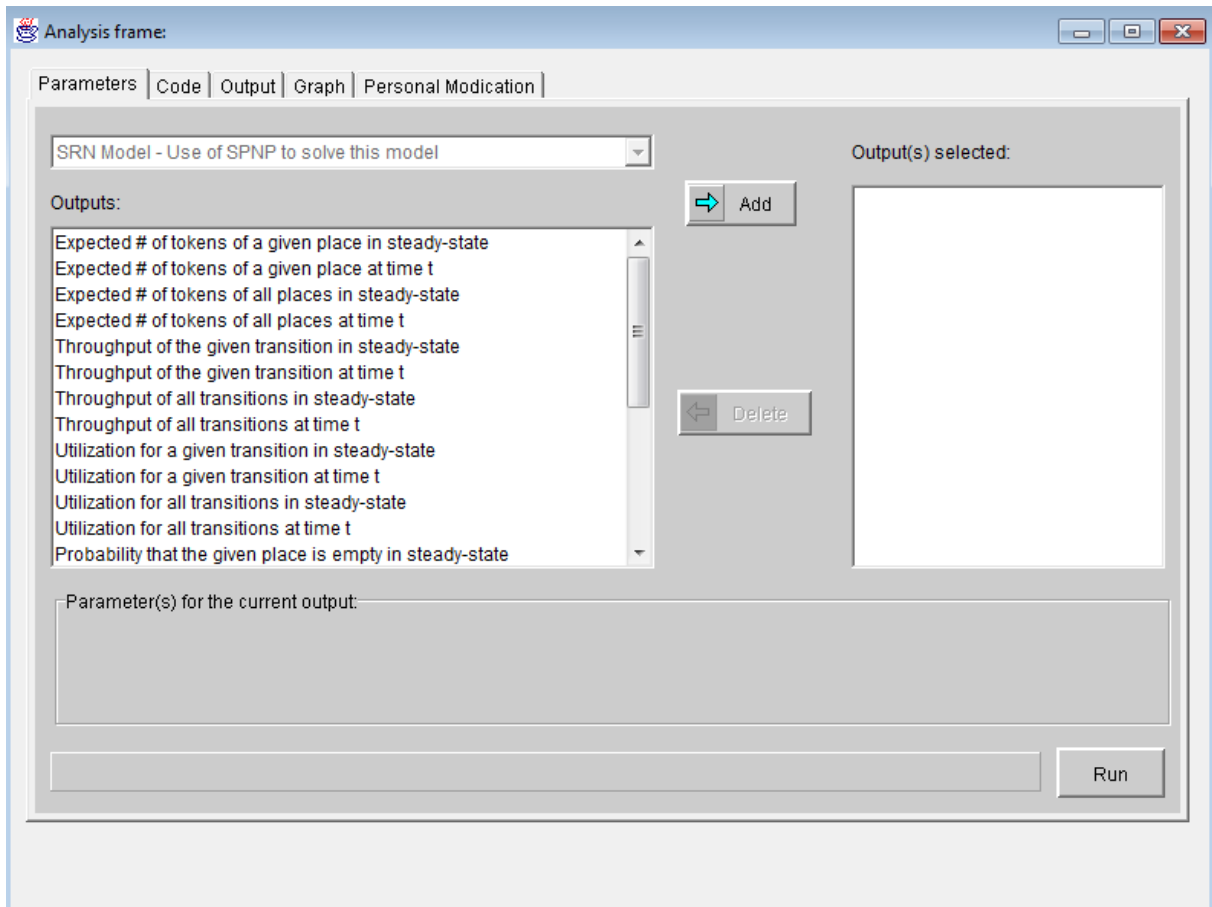 Analysis frame:
Parameters Code Output Graph Personal Modication
SRN Model - Use of SPNP to solve this model
Output(s) selected:
Add
Outputs:
Expected # of tokens of a given place in steady-state
Expected # of tokens of a given place at time t
Expected # of tokens of all places in steady-state
Expected # of tokens of all places at time t
Throughput of the given transition in steady-state
Throughput of the given transition at time t
Throughput of all transitions in steady-state
Throughput of all transitions at time t
Utilization for a given transition in steady-state
Utilization for a given transition at time t
Utilization for all transitions in steady-state
Utilization for all transitions at time t
Probability that the given place is empty in steady-state
Delete
Parameter(s) for the current output:
Run